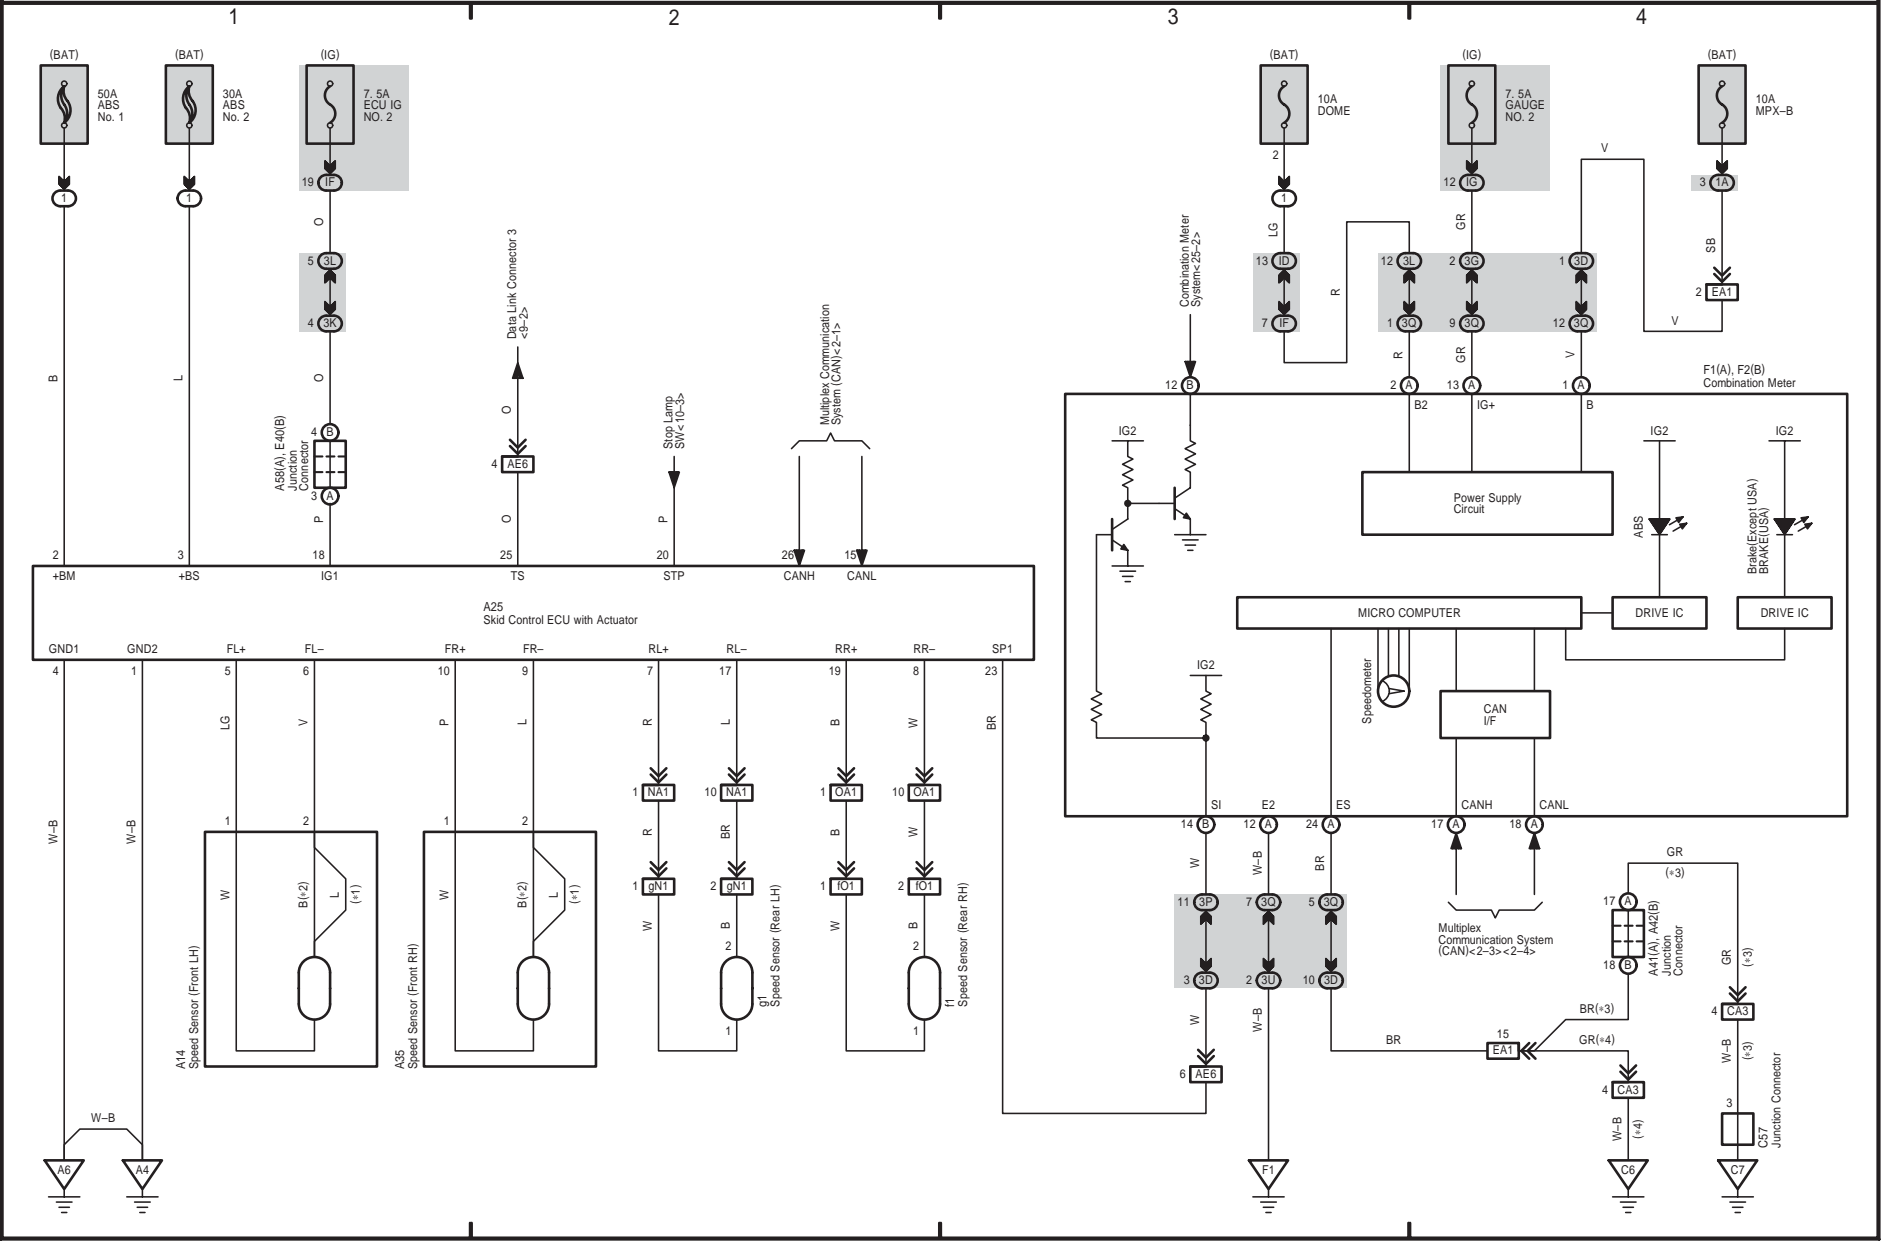 1
2
3
4
(BAT)
(BAT)
(IG)
(BAT)
(IG)
(BAT)
50A
ABS
No. 1
30A
ABS
No. 2
7. 5A
ECU IG
NO. 2
10A
DOME
7. 5A
GAUGE
NO. 2
10A
MPX–B
2
V
1
1
19 IF
1
12 IG
3 1A
O
LG
GR
SB
5 3L
13 ID
12 3L
2 3G
1 3D
2 EA1
4 3K
7 IF
1 3Q
9 3Q
12 3Q
R
V
Data Link Connector 3
<9–2>
Multiplex Communication
System (CAN)<2–1>
Combination Meter
System<25–2>
B
L
O
R
GR
V
12 B
2 A
13 A
1 A
F1(A), F2(B)
Combination Meter
B2
IG+
B
4 B
A58(A), E40(B)
Junction
Connector
3 A
P
O
4 AE6
O
Stop Lamp
SW<10–3>
P
IG2
IG2
IG2
Power Supply
Circuit
ABS
Brake(Except USA)
BRAKE(USA)
2
3
18
25
20
26
15
+BM
+BS
IG1
TS
STP
CANH
CANL
A25
Skid Control ECU with Actuator
MICRO COMPUTER
DRIVE IC
DRIVE IC
GND1
GND2
FL+
FL–
FR+
FR–
RL+
RL–
RR+
RR–
SP1
4
1
5
6
10
9
7
17
19
8
23
IG2
Speedometer
CAN
I/F
LG
V
P
L
R
L
B
W
BR
1 NA1
10 NA1
1 OA1
10 OA1
SI
E2
ES
CANH
CANL
14 B
12 A
24 A
17 A
18 A
W–B
W–B
1
2
1
2
R
BR
B
W
W
W–B
BR
GR
(*3)
W
B(*2)
L
(*1)
W
B(*2)
L
(*1)
1 gN1
2 gN1
1 fO1
2 fO1
11 3P
7 3Q
5 3Q
17 A
A41(A), A42(B)
Junction
Connector
18 B
Multiplex
Communication System
(CAN)<2–3><2–4>
W
B
W
B
2
2
g1
Speed Sensor (Rear LH)
f1
Speed Sensor (Rear RH)
1
1
3 3D
2 3U
10 3D
GR
(*3)
A14
Speed Sensor (Front LH)
A35
Speed Sensor (Front RH)
W
W–B
BR(*3)
4 CA3
BR
15
EA1
GR(*4)
W–B
(*3)
6 AE6
4 CA3
3
C57
Junction Connector
W–B
W–B
(*4)
A6
A4
F1
C6
C7